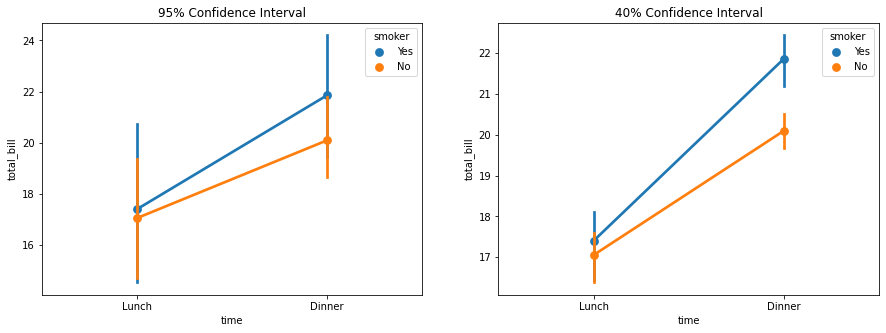 95% Confidence Interval
total_bill
24
22
20
18
16
smoker
Yes
No
Lunch
Dinner
time
40% Confidence Interval
total_bill
22
21
20
19
18
17
smoker
Yes
No
Lunch
Dinner
time